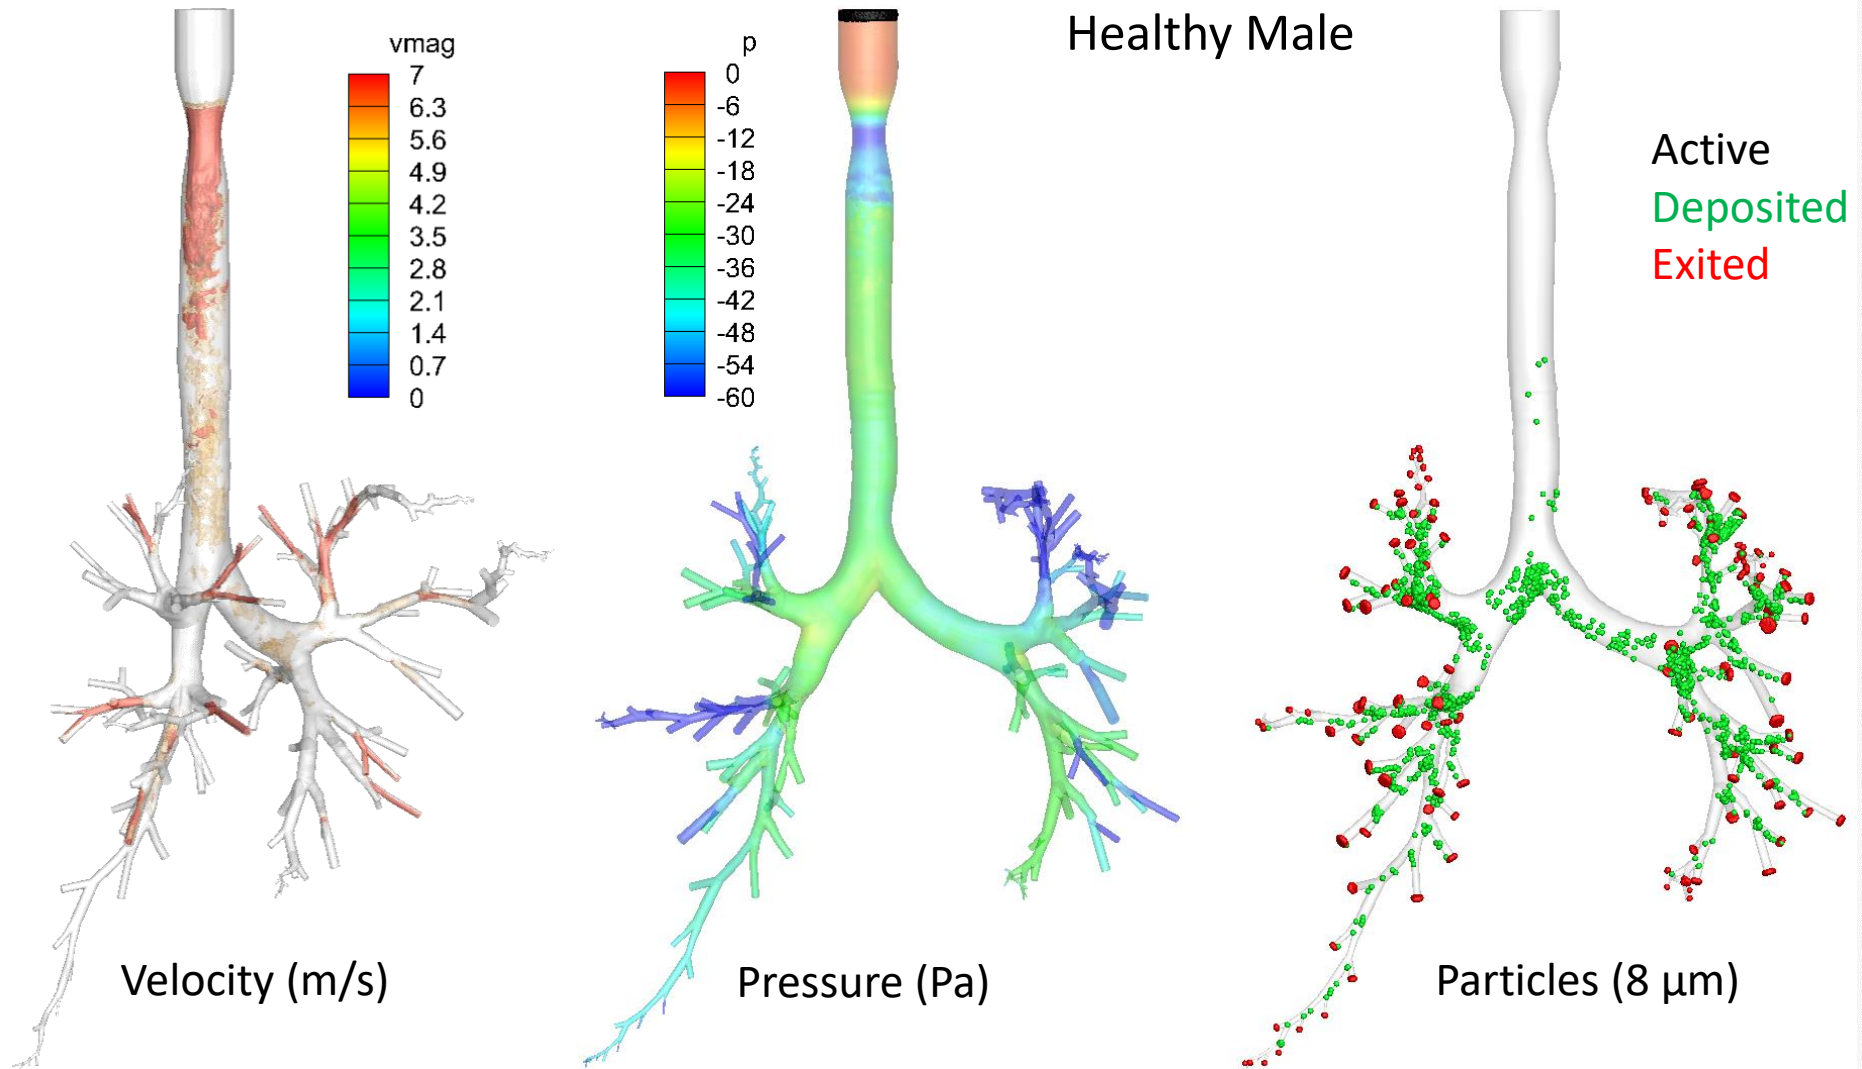 Healthy Male
vmag
7
6.3
5.6
4.9
4.2
3.5
2.8
2.1
1.4
0.7
0
p
0
-6
-12
-18
-24
-30
-36
-42
-48
-54
-60
Active
Deposited
Exited
Velocity (m/s)
Pressure (Pa)
Particles (8 µm)